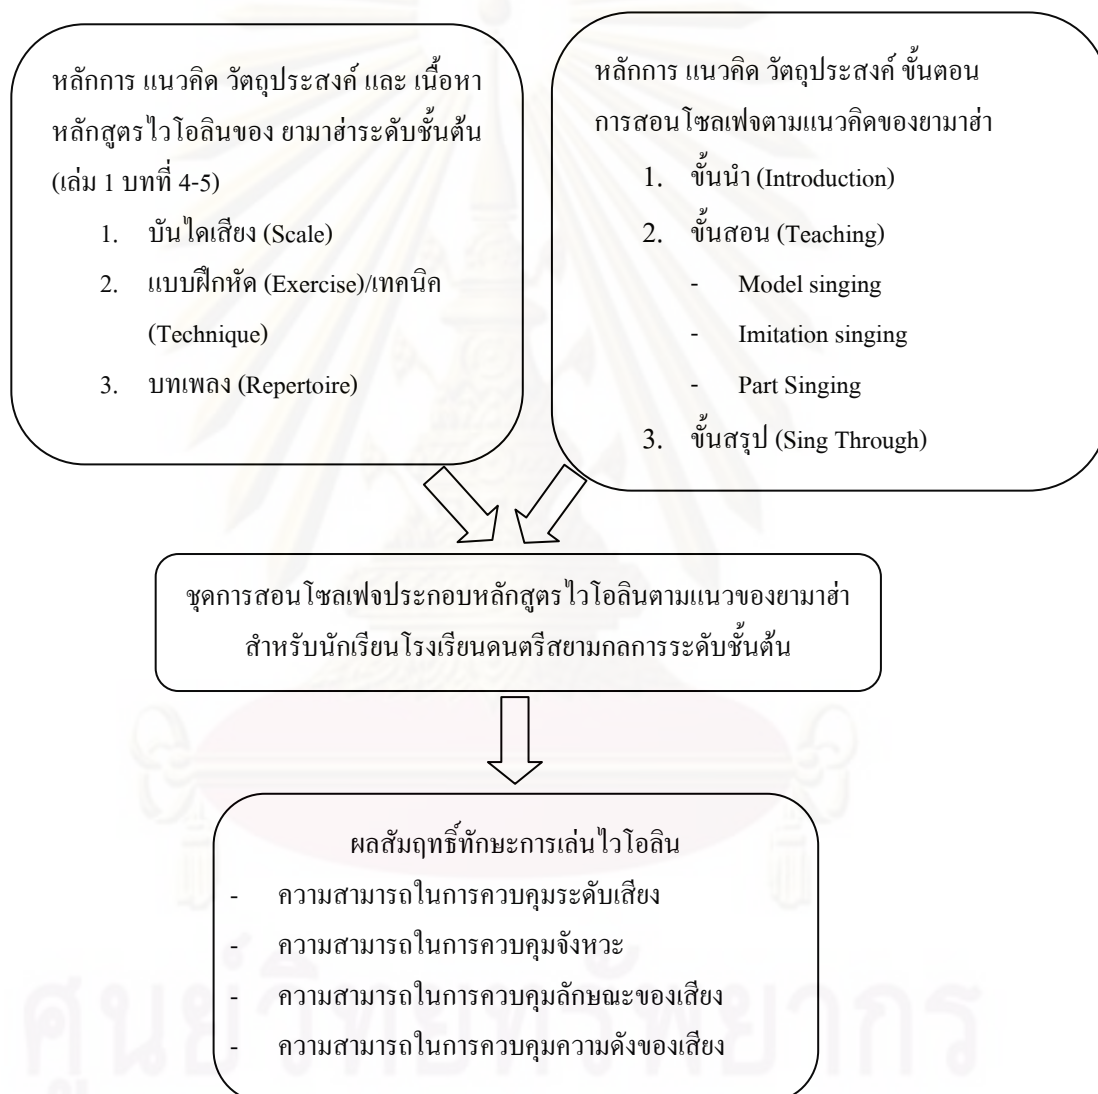 หลักการ แนวคิด วัตถุประสงค์ และ เนื้อหา
หลักสูตรไวโอลินของ ยามาฮ่าระดับชั้นต้น
(เล่ม 1 บทที่ 4-5)
1. บันไดเสียง (Scale)
2. แบบฝึกหัด (Exercise)/เทคนิค
(Technique)
3. บทเพลง (Repertoire)
หลักการ แนวคิด วัตถุประสงค์ ขั้นตอน
การสอนโซลเฟจตามแนวคิดของยามาฮ่า
1. ขั้นนำ (Introduction)
2. ขั้นสอน (Teaching)
- Model singing
- Imitation singing
- Part Singing
3. ขั้นสรุป (Sing Through)
ชุดการสอนโซลเฟจประกอบหลักสูตรไวโอลินตามแนวของยามาฮ่า
สำหรับนักเรียนโรงเรียนดนตรีสยามกลการระดับชั้นต้น
ผลสัมฤทธิ์ทักษะการเล่นไวโอลิน
- ความสามารถในการควบคุมระดับเสียง
- ความสามารถในการควบคุมจังหวะ
- ความสามารถในการควบคุมลักษณะของเสียง
- ความสามารถในการควบคุมความดังของเสียง
ศูนย์วิทยทรัพยากร